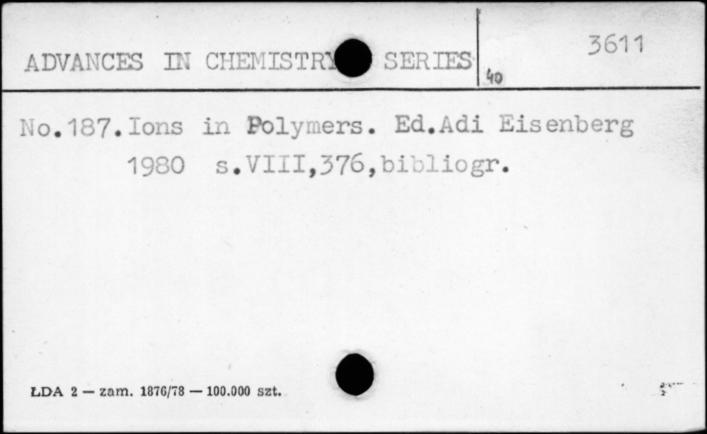 ADVANCES IN CHEMISTRY SERIES
3611
40
No.187.Ions in Polymers. Ed.Adi Eisenberg
1980 s.VIII,376,bibliogr.
ŁDA 2 — zam. 1876/78 — 100.000 szt.